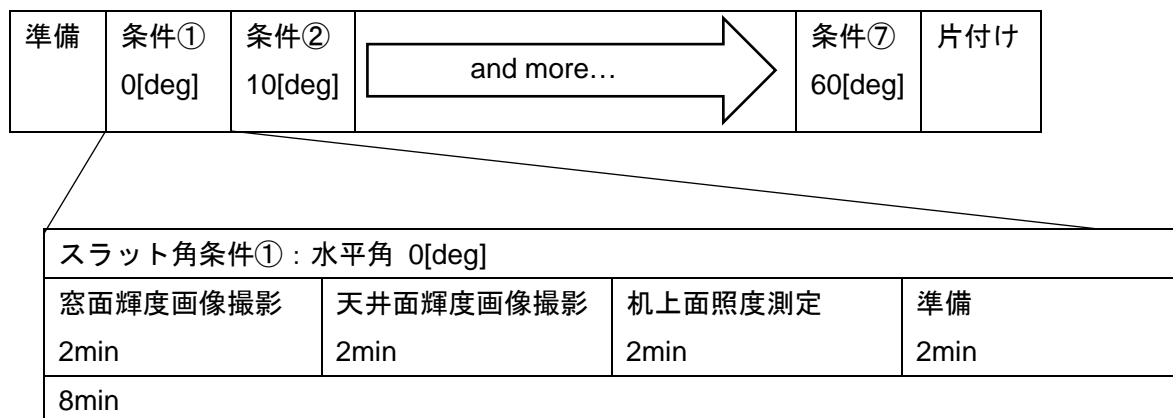 準備
条件①
0[deg]
条件②
10[deg]
and more…
条件⑦
60[deg]
片付け
スラット角条件①：水平角 0[deg]
窓面輝度画像撮影
2min
天井面輝度画像撮影
2min
机上面照度測定
2min
準備
2min
8min